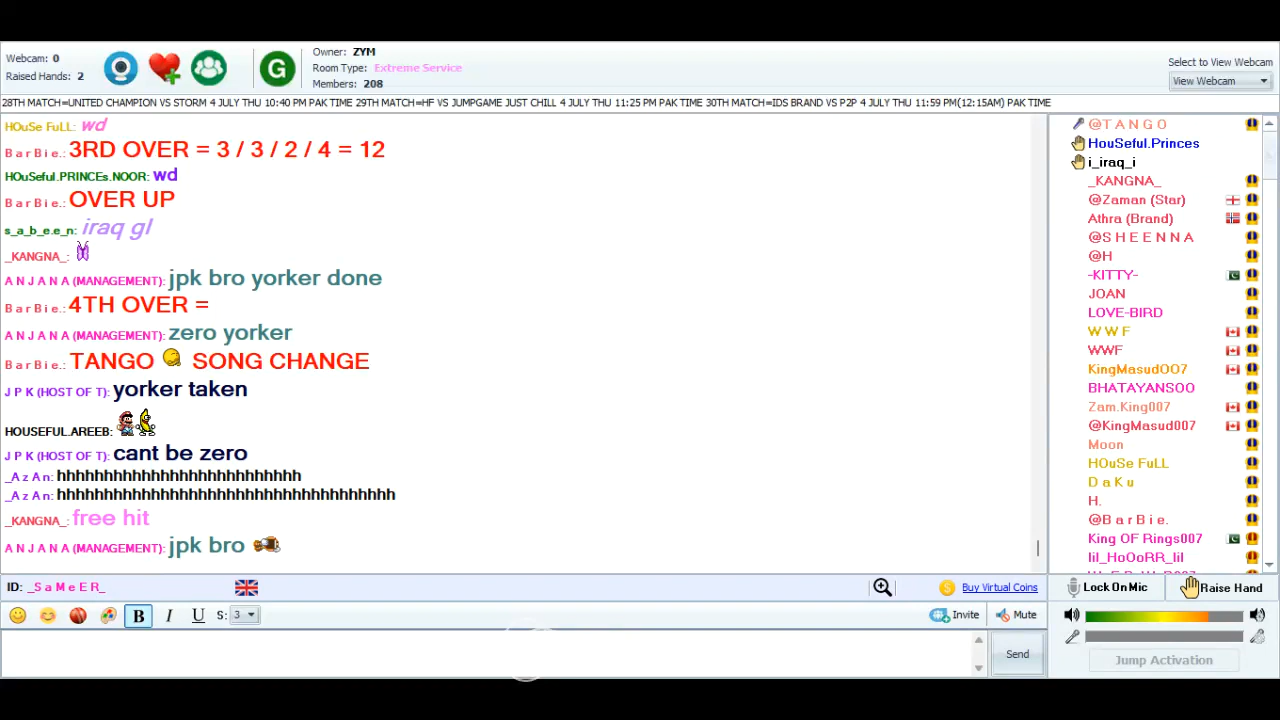 Webcam: 0
Raised Hands: 2
G
Owner: ZYM
Room Type: Extreme Service
Members: 208
Select to View Webcam
View Webcam
28TH MATCH=UNITED CHAMPION VS STORM 4 JULY THU 10:40 PM PAK TIME 29TH MATCH=HF VS JUMPGAME JUST CHILL 4 JULY THU 11:25 PM PAK TIME 30TH MATCH=IDS BRAND VS P2P 4 JULY THU 11:59 PM(12:15AM) PAK TIME
HOuSe FuLL: wd
B a r B i e.: 3RD OVER = 3 / 3 / 2 / 4 = 12
HOuSeful.PRINCEs.NOOR: wd
B a r B i e.: OVER UP
s_a_b_e_e_n: iraq gl
_KANGNA_:
A N J A N A (MANAGEMENT): jpk bro yorker done
B a r B i e.: 4TH OVER =
A N J A N A (MANAGEMENT): zero yorker
B a r B i e.: TANGO SONG CHANGE
J P K (HOST OF T): yorker taken
HOUSEFUL.AREEB:
J P K (HOST OF T): cant be zero
_A z A n: hhhhhhhhhhhhhhhhhhhhhhhhhh
_A z A n: hhhhhhhhhhhhhhhhhhhhhhhhhhhhhhhhhhhh
_KANGNA_: free hit
A N J A N A (MANAGEMENT): jpk bro
@T A N G O
HouSeful.Princes
i_iraq_i
_KANGNA_
@Zaman (Star)
Athra (Brand)
@S H E E N N A
@H
-KITTY-
JOAN
LOVE-BIRD
W W F
WWF
KingMasudOO7
BHATAYANSOO
Zam.King007
@KingMasud007
Moon
HOuSe FuLL
D a K u
H.
@B a r B i e.
King OF Rings007
lil_HoOoRR_lil
ID: _S a M e E R_
Buy Virtual Coins
Lock On Mic
Raise Hand
B I U S: 3
Invite
Mute
Send
Jump Activation